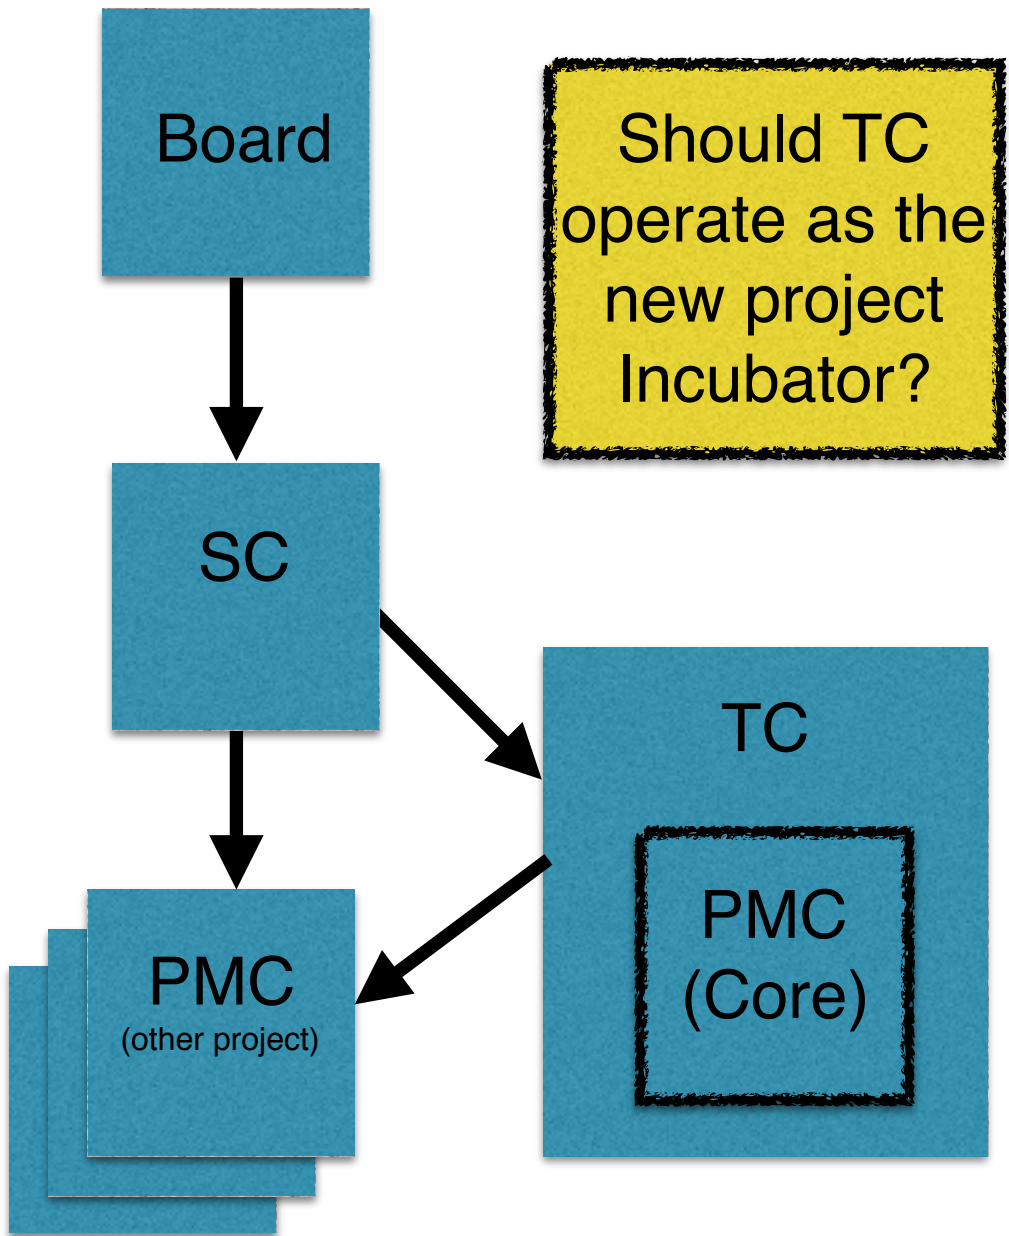 Board
Should TC
operate as the
new project
Incubator?
SC
TC
PMC
(Core)
PMC
(other project)